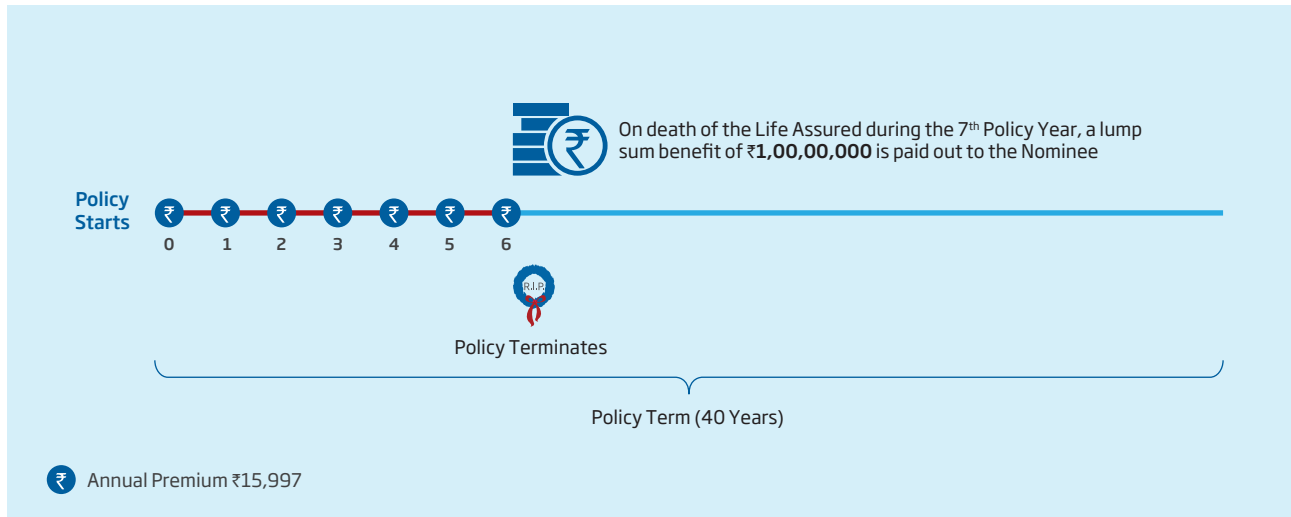 On death of the Life Assured during the 7th Policy Year, a lump
sum benefit of ₹1,00,00,000 is paid out to the Nominee
₹
Policy
Starts
₹ ₹ ₹ ₹ ₹ ₹ ₹
0 1 2 3 4 5 6
R.I.P.
Policy Terminates
Policy Term (40 Years)
₹ Annual Premium ₹15,997